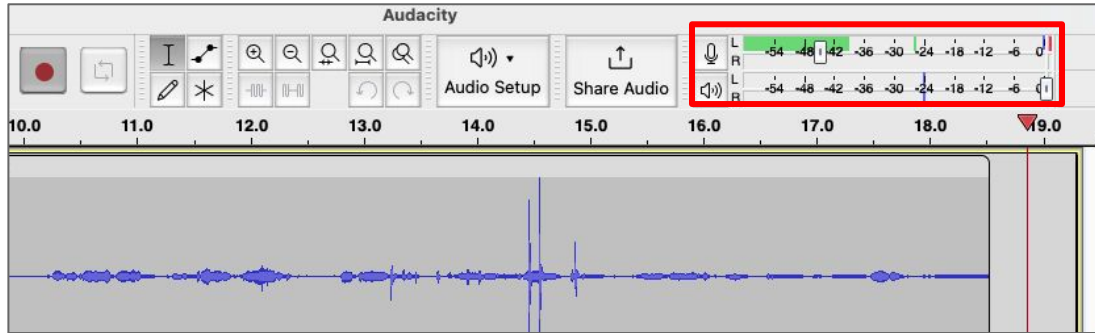 Audacity
L
R
-54 -48 -42 -36 -30 -24 -18 -12 -6 0
Audio Setup
Share Audio
L
R
-54 -48 -42 -36 -30 -24 -18 -12 -6
10.0 11.0 12.0 13.0 14.0 15.0 16.0 17.0 18.0 19.0